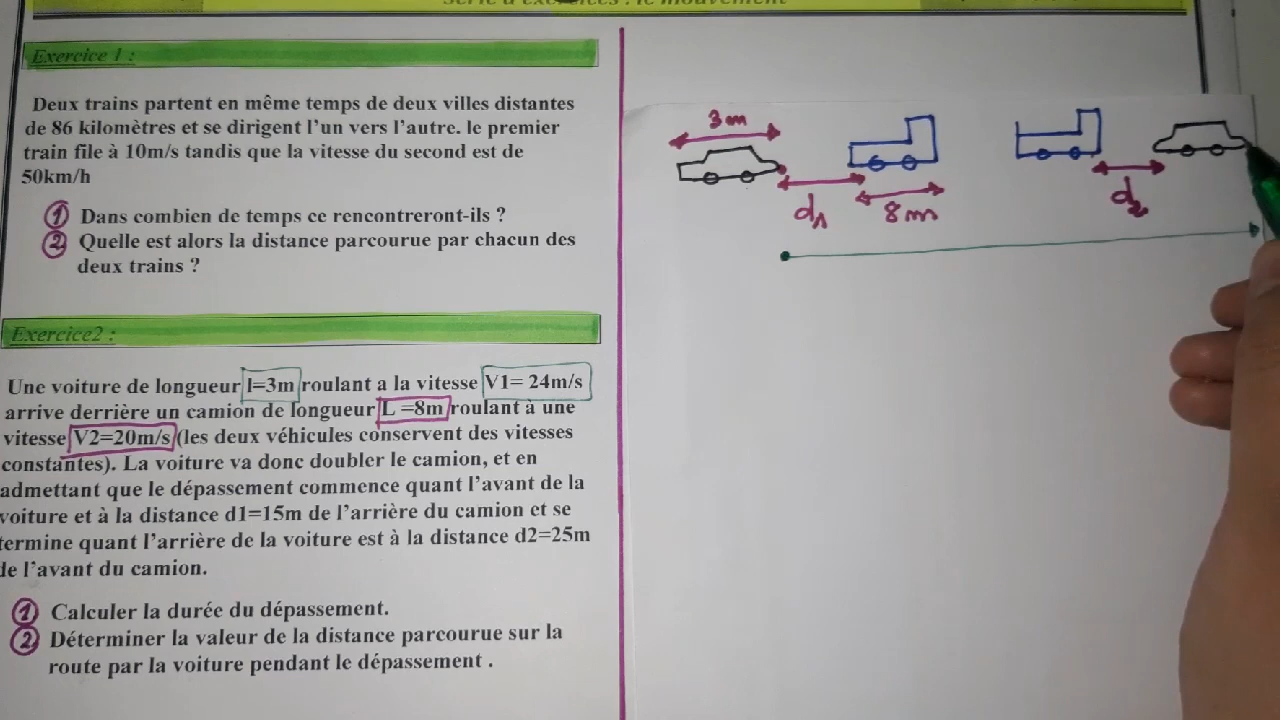 Série d'exercices : le mouvement
Exercice 1 :
Deux trains partent en même temps de deux villes distantes
de 86 kilomètres et se dirigent l'un vers l'autre. le premier
train file à 10m/s tandis que la vitesse du second est de
50km/h
1 Dans combien de temps ce rencontreront-ils ?
2 Quelle est alors la distance parcourue par chacun des
deux trains ?
Exercice2 :
Une voiture de longueur l=3m roulant a la vitesse V1= 24m/s
arrive derrière un camion de longueur L =8m roulant à une
vitesse V2=20m/s (les deux véhicules conservent des vitesses
constantes). La voiture va donc doubler le camion, et en
admettant que le dépassement commence quant l'avant de la
voiture et à la distance d1=15m de l'arrière du camion et se
termine quant l'arrière de la voiture est à la distance d2=25m
de l'avant du camion.
1 Calculer la durée du dépassement.
2 Déterminer la valeur de la distance parcourue sur la
route par la voiture pendant le dépassement .
3m
d1
8m
d2